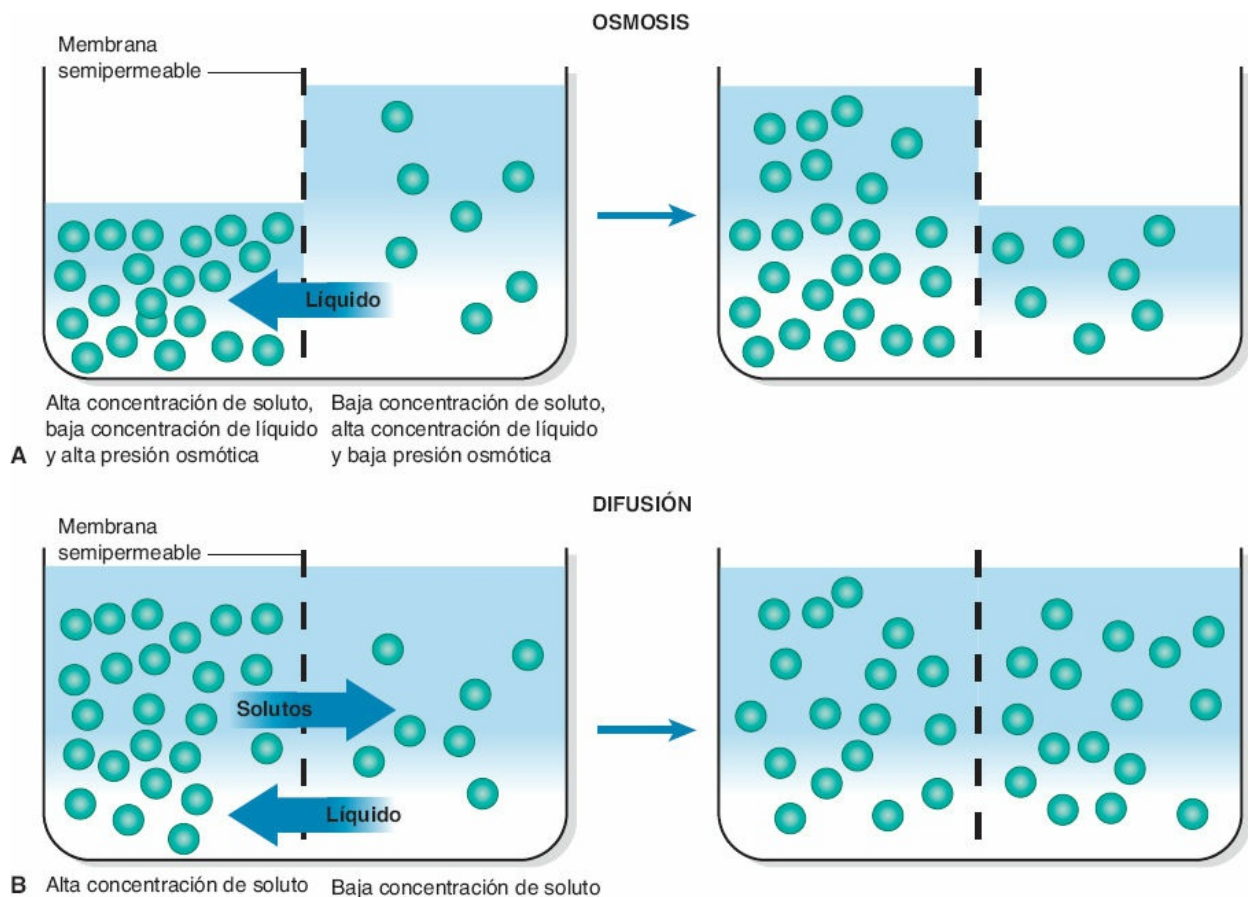 OSMOSIS
Membrana
semipermeable
Líquido
Alta concentración de soluto,
baja concentración de líquido
y alta presión osmótica
Baja concentración de soluto,
alta concentración de líquido
y baja presión osmótica
A
DIFUSIÓN
Membrana
semipermeable
Solutos
Líquido
B
Alta concentración de soluto
Baja concentración de soluto